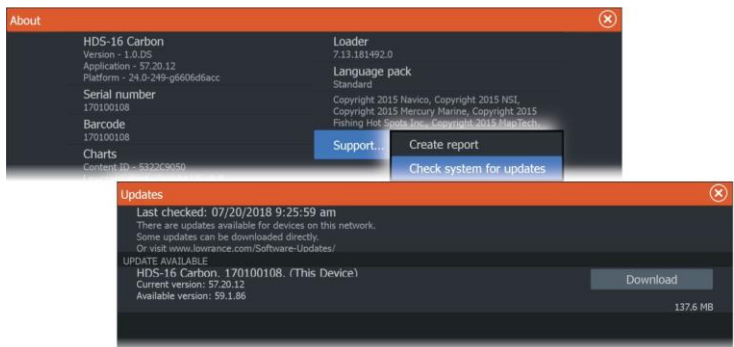 About
HDS-16 Carbon
Version - 1.0.DS
Application - 57.20.12
Platform - 24.0-249-g6606d6acc
Serial number
170100108
Barcode
170100108
Charts
Content ID - 5322C9050
Loader
7.13.181492.0
Language pack
Standard
Copyright 2015 Navico, Copyright 2015 NSI,
Copyright 2015 Mercury Marine, Copyright 2015
Fishing Hot Spots Inc., Copyright 2015 MapTech.
Support...
Create report
Check system for updates
Updates
Last checked: 07/20/2018 9:25:59 am
There are updates available for devices on this network.
Some updates can be downloaded directly.
Or visit www.lowrance.com/Software-Updates/
UPDATE AVAILABLE
HDS-16 Carbon, 170100108, (This Device)
Current version: 57.20.12
Available version: 59.1.86
Download
137.6 MB